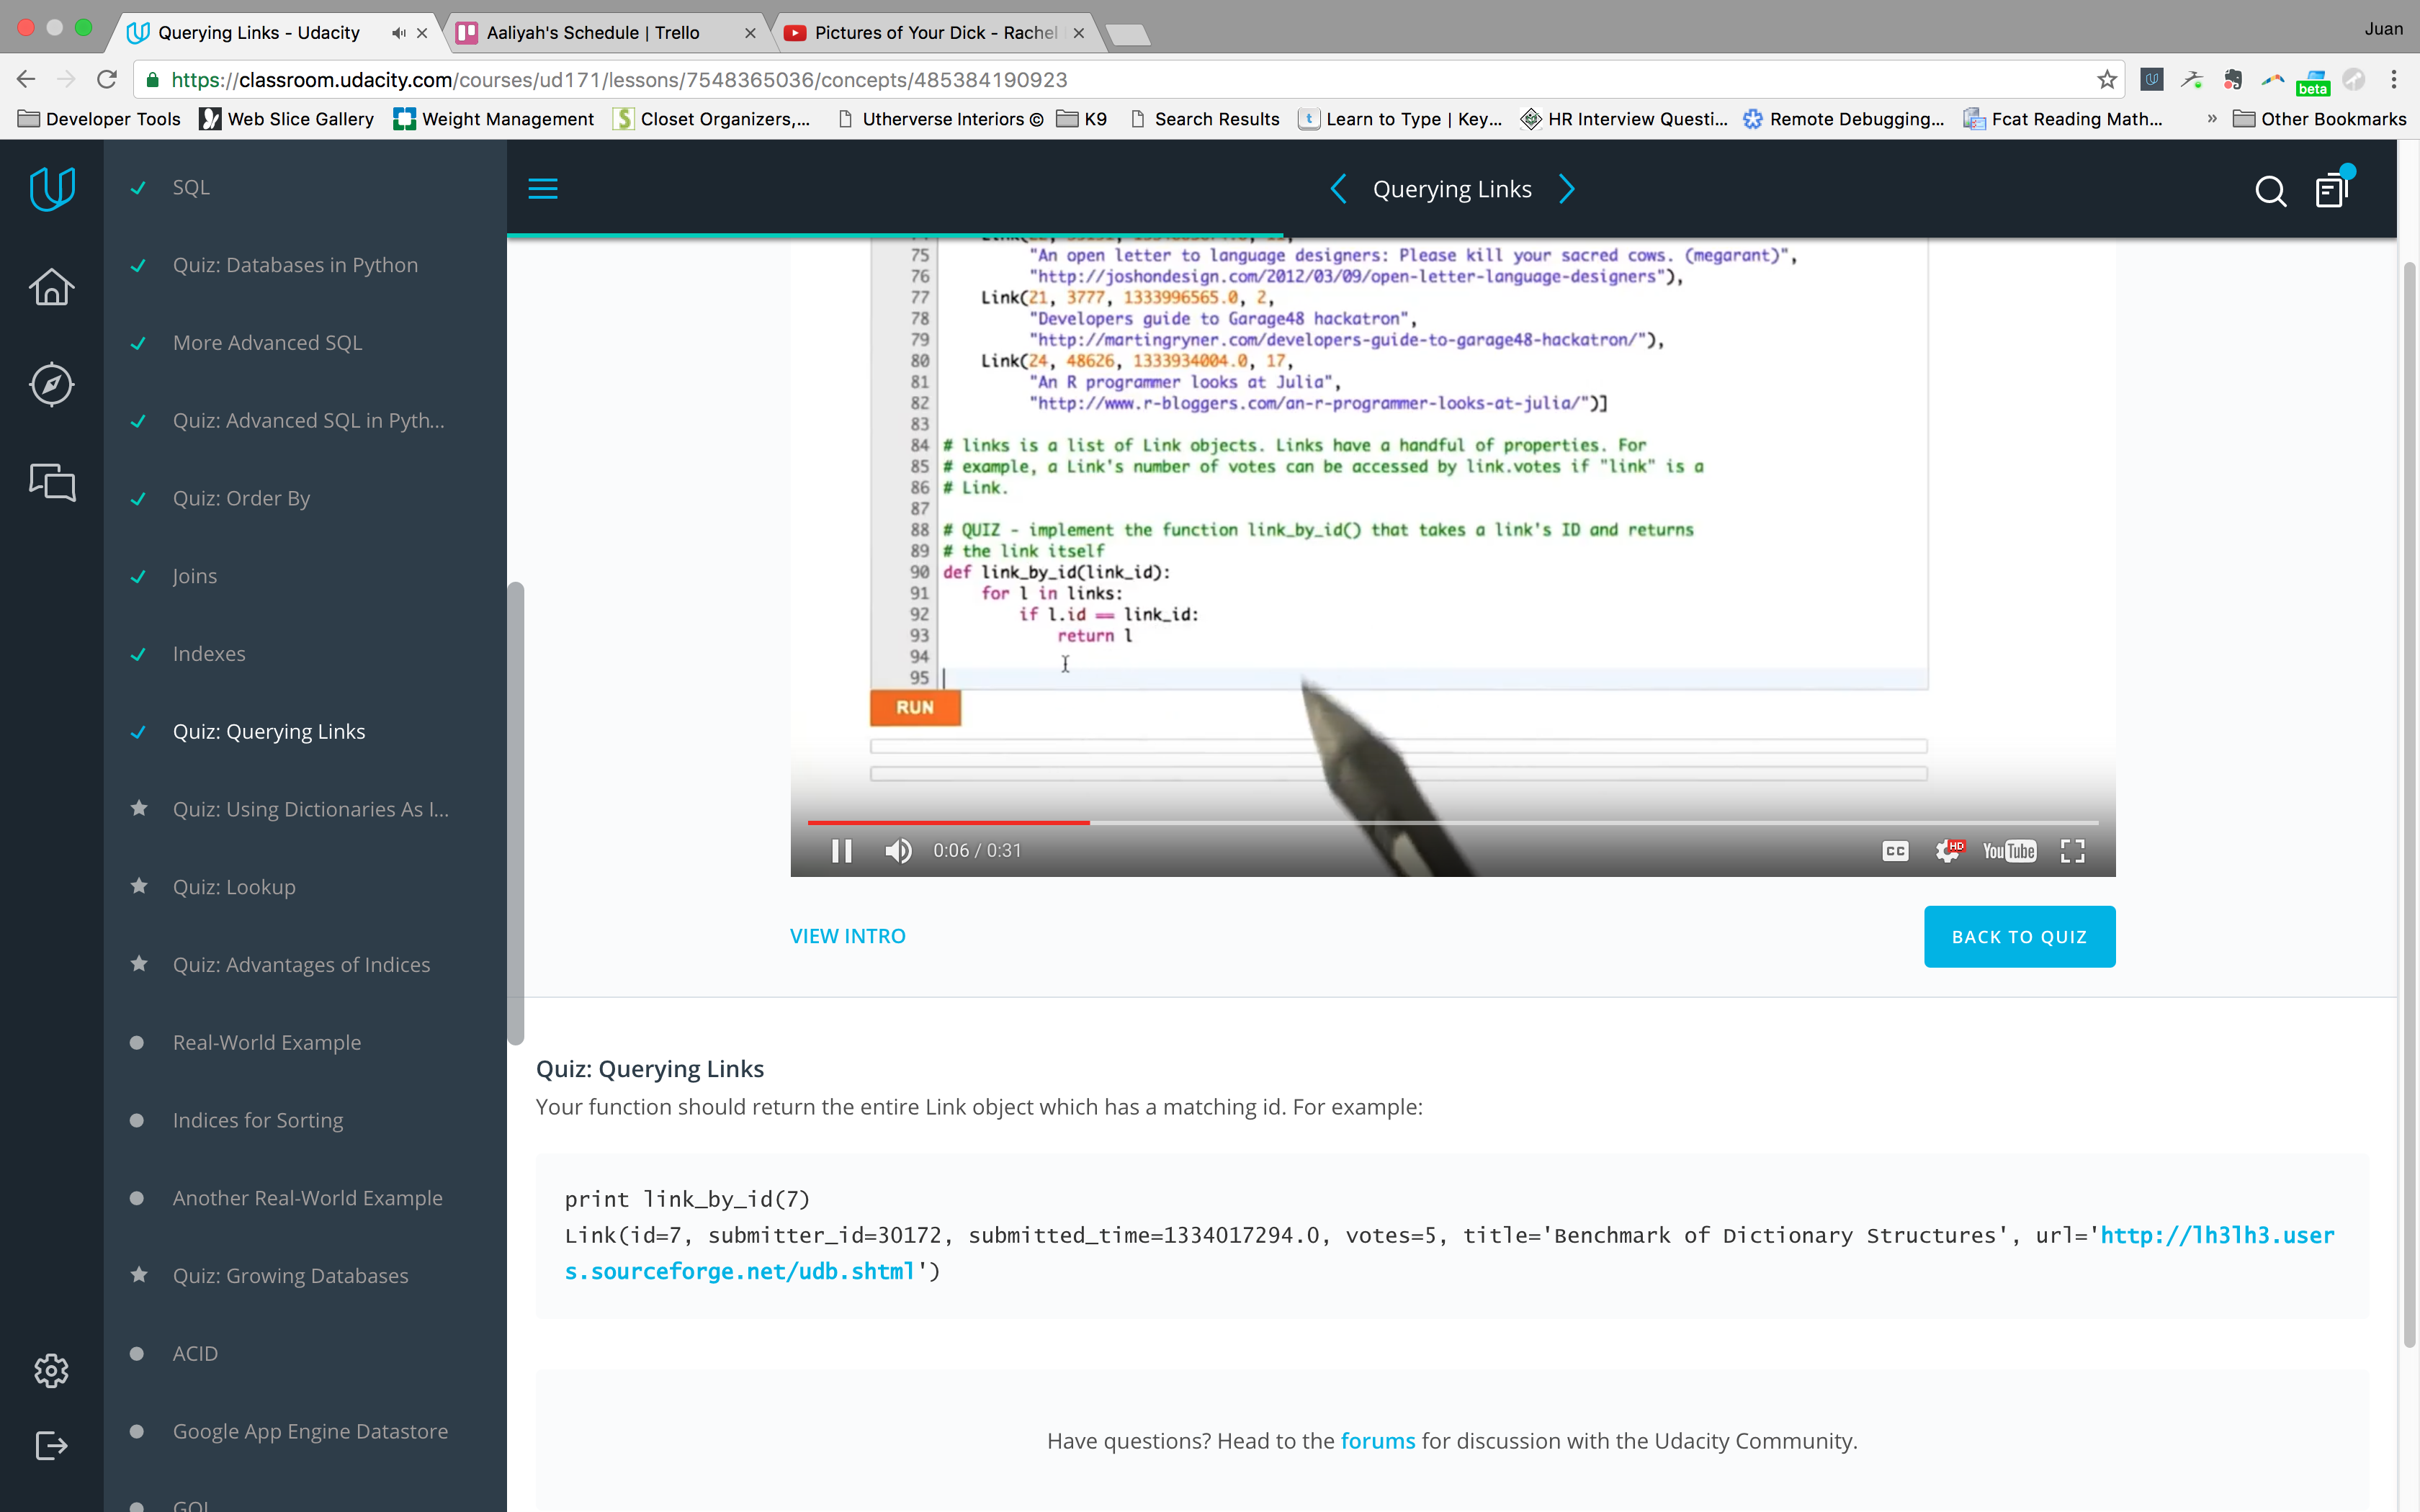 Querying Links - Udacity
Aaliyah's Schedule | Trello
Pictures of Your Dick - Rachel
Juan
https://classroom.udacity.com/courses/ud171/lessons/7548365036/concepts/485384190923
beta
Developer Tools
Web Slice Gallery
Weight Management
Closet Organizers,...
Utherverse Interiors ©
K9
Search Results
Learn to Type | Key...
HR Interview Questi...
Remote Debugging...
Fcat Reading Math...
»
Other Bookmarks
SQL
Quiz: Databases in Python
More Advanced SQL
Quiz: Advanced SQL in Pyth...
Quiz: Order By
Joins
Indexes
Quiz: Querying Links
Quiz: Using Dictionaries As I...
Quiz: Lookup
Quiz: Advantages of Indices
Real-World Example
Indices for Sorting
Another Real-World Example
Quiz: Growing Databases
ACID
Google App Engine Datastore
Querying Links
75 "An open letter to language designers: Please kill your sacred cows. (megarant)",
76 "http://joshondesign.com/2012/03/09/open-letter-language-designers"),
77 Link(21, 3777, 1333996565.0, 2,
78 "Developers guide to Garage48 hackatron",
79 "http://martingryner.com/developers-guide-to-garage48-hackatron/"),
80 Link(24, 48626, 1333934004.0, 17,
81 "An R programmer looks at Julia",
82 "http://www.r-bloggers.com/an-r-programmer-looks-at-julia/")]
83
84 # links is a list of Link objects. Links have a handful of properties. For
85 # example, a Link's number of votes can be accessed by link.votes if "link" is a
86 # Link.
87
88 # QUIZ - implement the function link_by_id() that takes a link's ID and returns
89 # the link itself
90 def link_by_id(link_id):
91 for l in links:
92 if l.id == link_id:
93 return l
94
95
RUN
0:06 / 0:31
CC
HD
YouTube
VIEW INTRO
BACK TO QUIZ
Quiz: Querying Links
Your function should return the entire Link object which has a matching id. For example:
print link_by_id(7)
Link(id=7, submitter_id=30172, submitted_time=1334017294.0, votes=5, title='Benchmark of Dictionary Structures', url='http://lh3lh3.user
s.sourceforge.net/udb.shtml')
Have questions? Head to the forums for discussion with the Udacity Community.